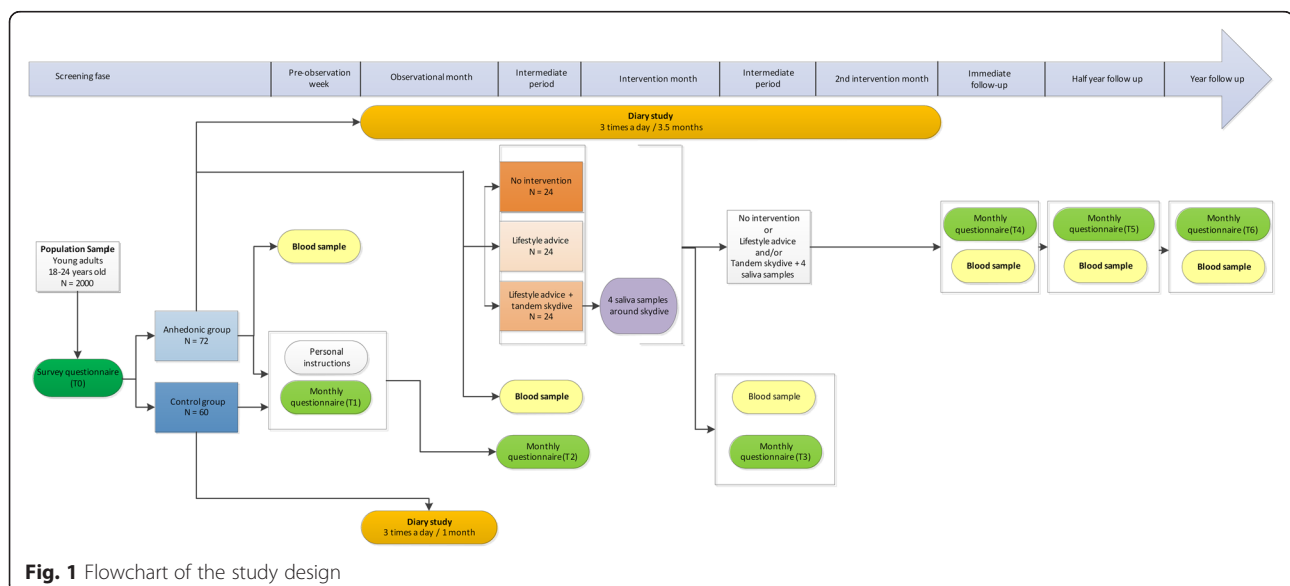 Screening fase
Pre-observation
week
Observational month
Intermediate
period
Intervention month
Intermediate
period
2nd intervention month
Immediate
follow-up
Half year follow up
Year follow up
Diary study
3 times a day / 3.5 months
No intervention
N = 24
Population Sample
Young adults
18-24 years old
N = 2000
Blood sample
Lifestyle advice
N = 24
No intervention
or
Lifestyle advice
and/or
Tandem skydive + 4
saliva samples
Monthly
questionnaire (T4)
Blood sample
Monthly
questionnaire (T5)
Blood sample
Monthly
questionnaire (T6)
Blood sample
Lifestyle advice +
tandem skydive
N = 24
4 saliva samples
around skydive
Anhedonic group
N = 72
Survey questionnaire
(T0)
Control group
N = 60
Personal
instructions
Monthly
questionnaire (T1)
Blood sample
Monthly
questionnaire (T2)
Blood sample
Monthly
questionnaire (T3)
Diary study
3 times a day / 1 month
Fig. 1 Flowchart of the study design